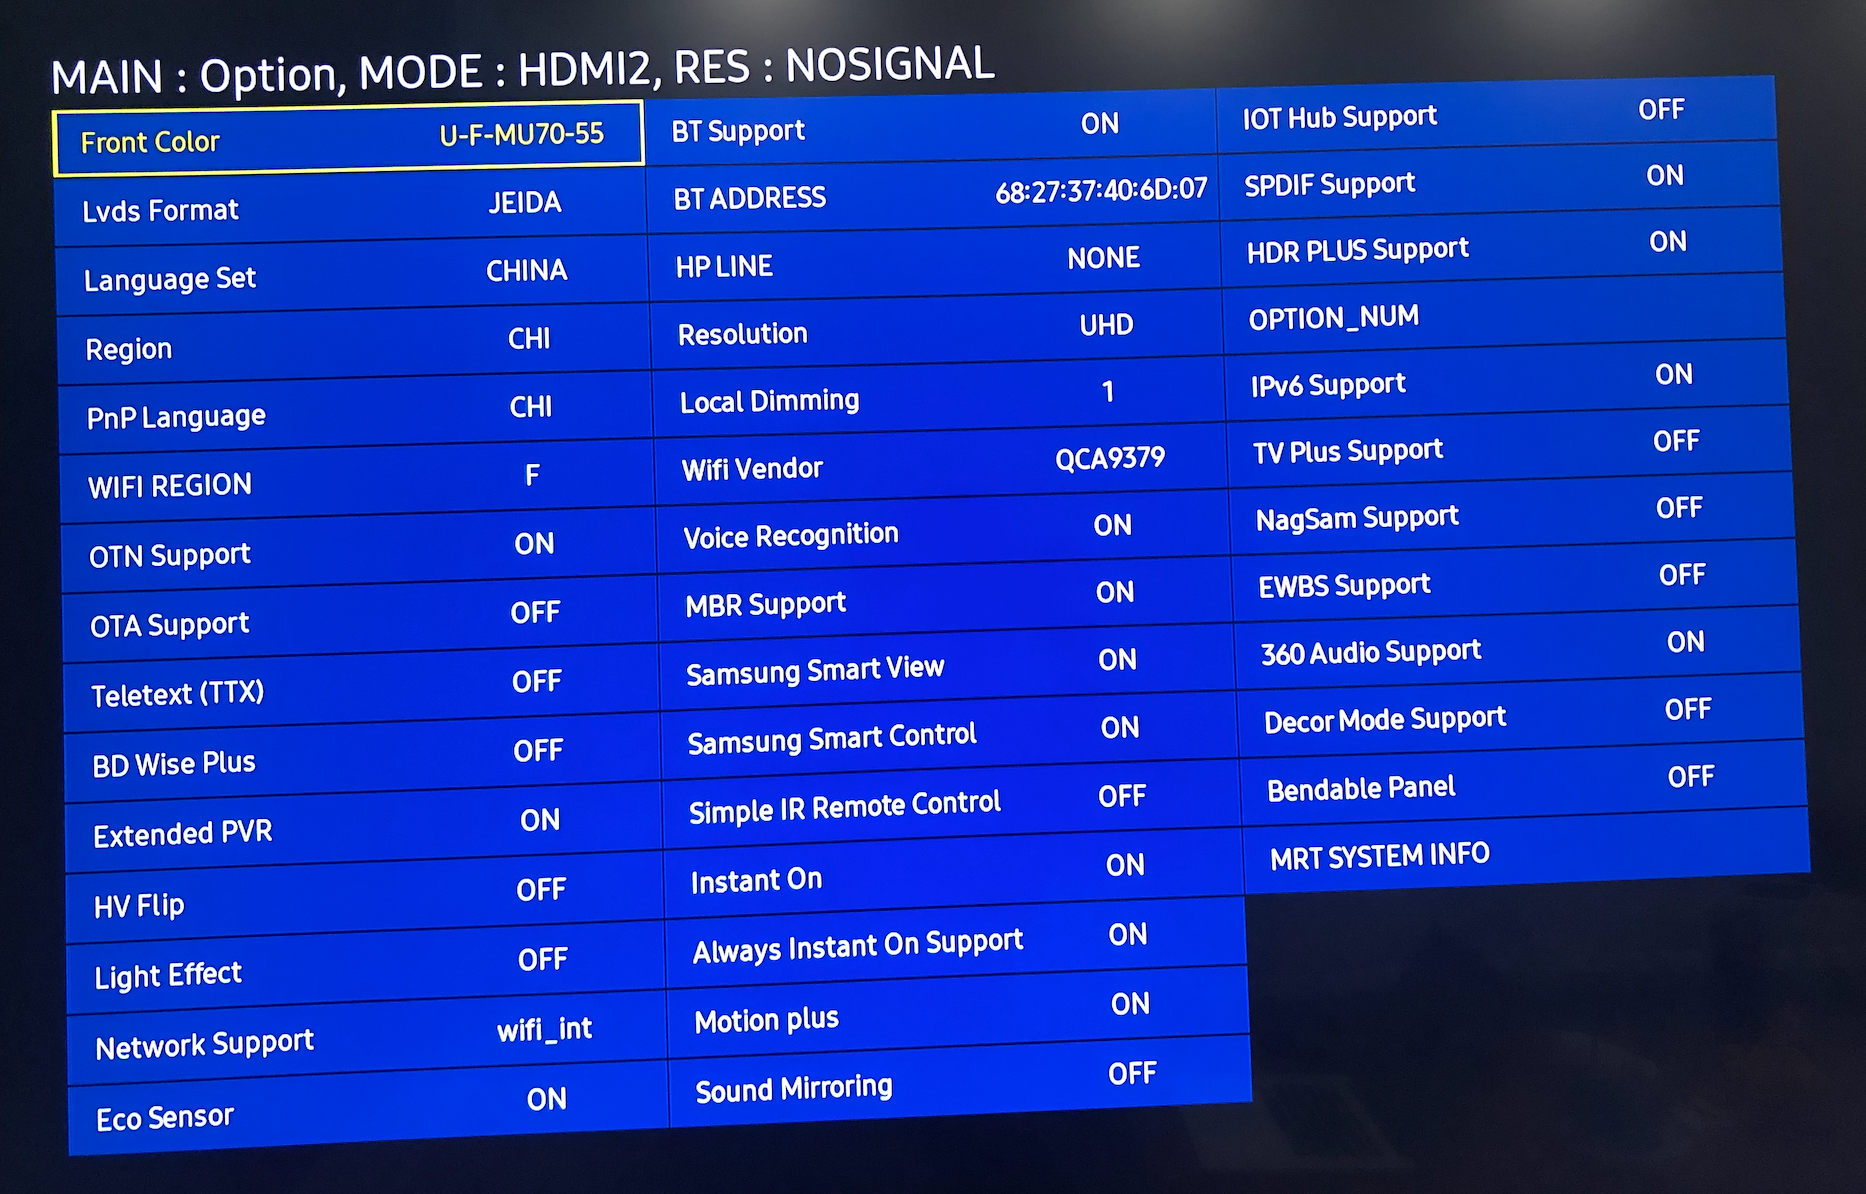 MAIN : Option, MODE : HDMI2, RES : NOSIGNAL
Front Color U-F-MU70-55
Lvds Format JEIDA
Language Set CHINA
Region CHI
PnP Language CHI
WIFI REGION F
OTN Support ON
OTA Support OFF
Teletext (TTX) OFF
BD Wise Plus OFF
Extended PVR ON
HV Flip OFF
Light Effect OFF
Network Support wifi_int
Eco Sensor ON
BT Support ON
BT ADDRESS 68:27:37:40:6D:07
HP LINE NONE
Resolution UHD
Local Dimming 1
Wifi Vendor QCA9379
Voice Recognition ON
MBR Support ON
Samsung Smart View ON
Samsung Smart Control ON
Simple IR Remote Control OFF
Instant On ON
Always Instant On Support ON
Motion plus ON
Sound Mirroring OFF
IOT Hub Support OFF
SPDIF Support ON
HDR PLUS Support ON
OPTION_NUM
IPv6 Support ON
TV Plus Support OFF
NagSam Support OFF
EWBS Support OFF
360 Audio Support ON
Decor Mode Support OFF
Bendable Panel OFF
MRT SYSTEM INFO